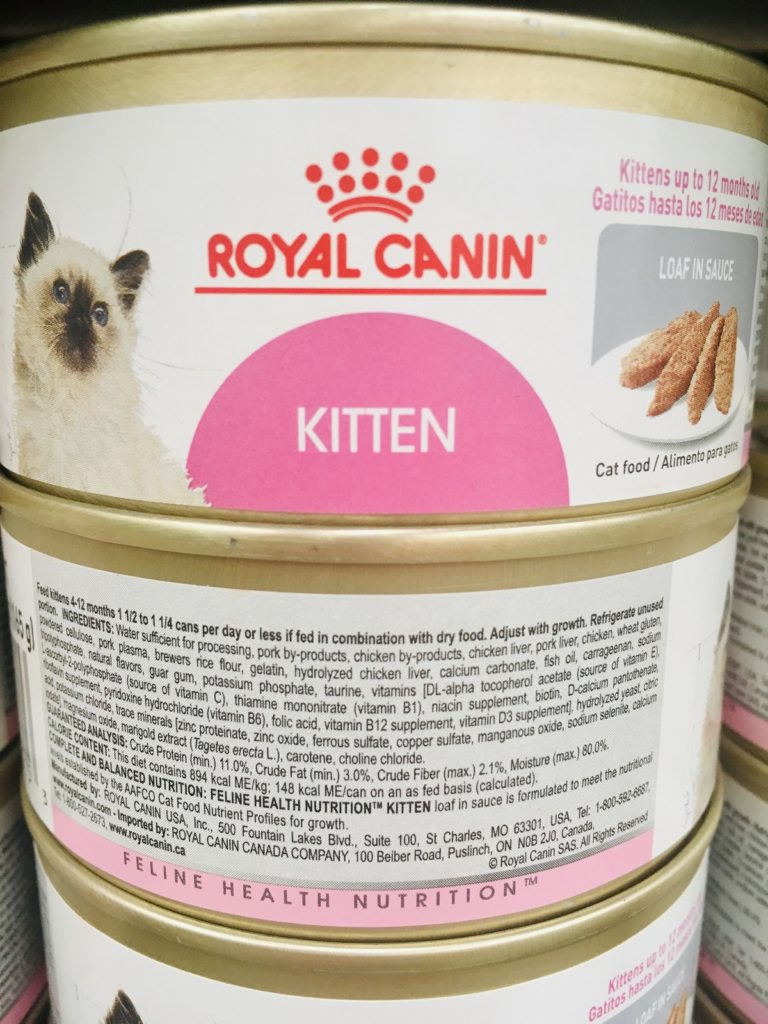 ROYAL CANIN®
Kittens up to 12 months old
Gatitos hasta los 12 meses de edad
LOAF IN SAUCE
KITTEN
Cat food / Alimento para gatos
Feed kittens 4-12 months 1 1/2 to 1 1/4 cans per day or less if fed in combination with dry food. Adjust with growth. Refrigerate unused
portion. INGREDIENTS: Water sufficient for processing, pork by-products, chicken by-products, chicken liver, pork liver, chicken, wheat gluten,
powdered cellulose, pork plasma, brewers rice flour, gelatin, hydrolyzed chicken liver, calcium carbonate, fish oil, carrageenan, sodium
tripolyphosphate, natural flavors, guar gum, potassium phosphate, taurine, vitamins [DL-alpha tocopherol acetate (source of vitamin E),
L-ascorbyl-2-polyphosphate (source of vitamin C), thiamine mononitrate (vitamin B1), niacin supplement, biotin, D-calcium pantothenate,
riboflavin supplement, pyridoxine hydrochloride (vitamin B6), folic acid, vitamin B12 supplement, vitamin D3 supplement], hydrolyzed yeast, citric
acid, potassium chloride, trace minerals [zinc proteinate, zinc oxide, ferrous sulfate, copper sulfate, manganous oxide, sodium selenite, calcium
iodate], magnesium oxide, marigold extract (Tagetes erecta L.), carotene, choline chloride.
GUARANTEED ANALYSIS: Crude Protein (min.) 11.0%, Crude Fat (min.) 3.0%, Crude Fiber (max.) 2.1%, Moisture (max.) 80.0%.
CALORIE CONTENT: This diet contains 894 kcal ME/kg; 148 kcal ME/can on an as fed basis (calculated).
COMPLETE AND BALANCED NUTRITION: FELINE HEALTH NUTRITION™ KITTEN loaf in sauce is formulated to meet the nutritional
levels established by the AAFCO Cat Food Nutrient Profiles for growth.
Manufactured by: ROYAL CANIN USA, Inc., 500 Fountain Lakes Blvd., Suite 100, St Charles, MO 63301, USA, Tel: 1-800-592-6687,
www.royalcanin.com - Imported by: ROYAL CANIN CANADA COMPANY, 100 Beiber Road, Puslinch, ON N0B 2J0, Canada,
Tel: 1-800-527-2673, www.royalcanin.ca
© Royal Canin SAS. All Rights Reserved
FELINE HEALTH NUTRITION™
Kittens up to 12 months
Gatitos hasta los 12 meses
LOAF IN SAUCE